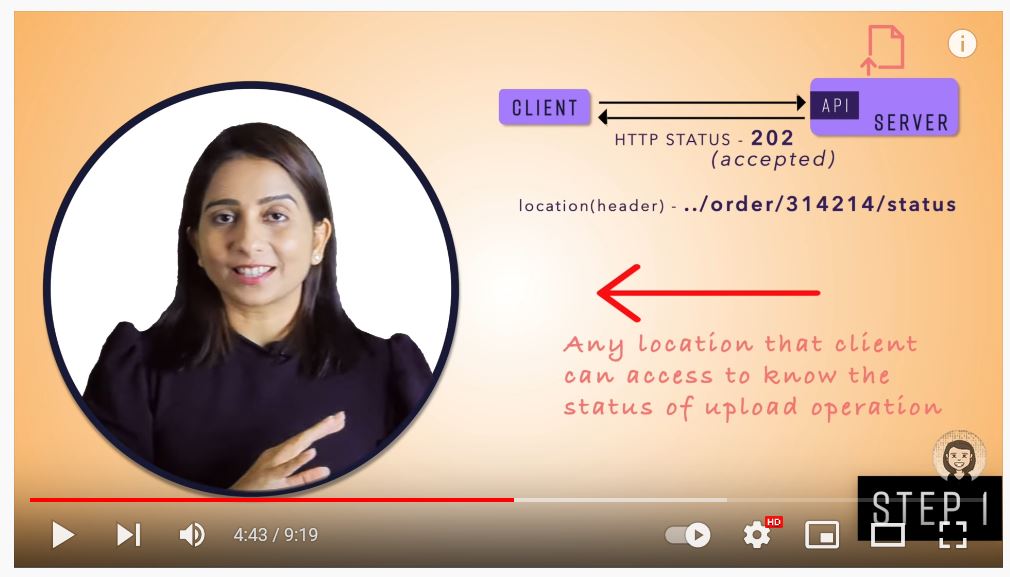 CLIENT
API
SERVER
HTTP STATUS - 202
(accepted)
location(header) - ../order/314214/status
Any location that client
can access to know the
status of upload operation
STEP 1
4:43 / 9:19
HD